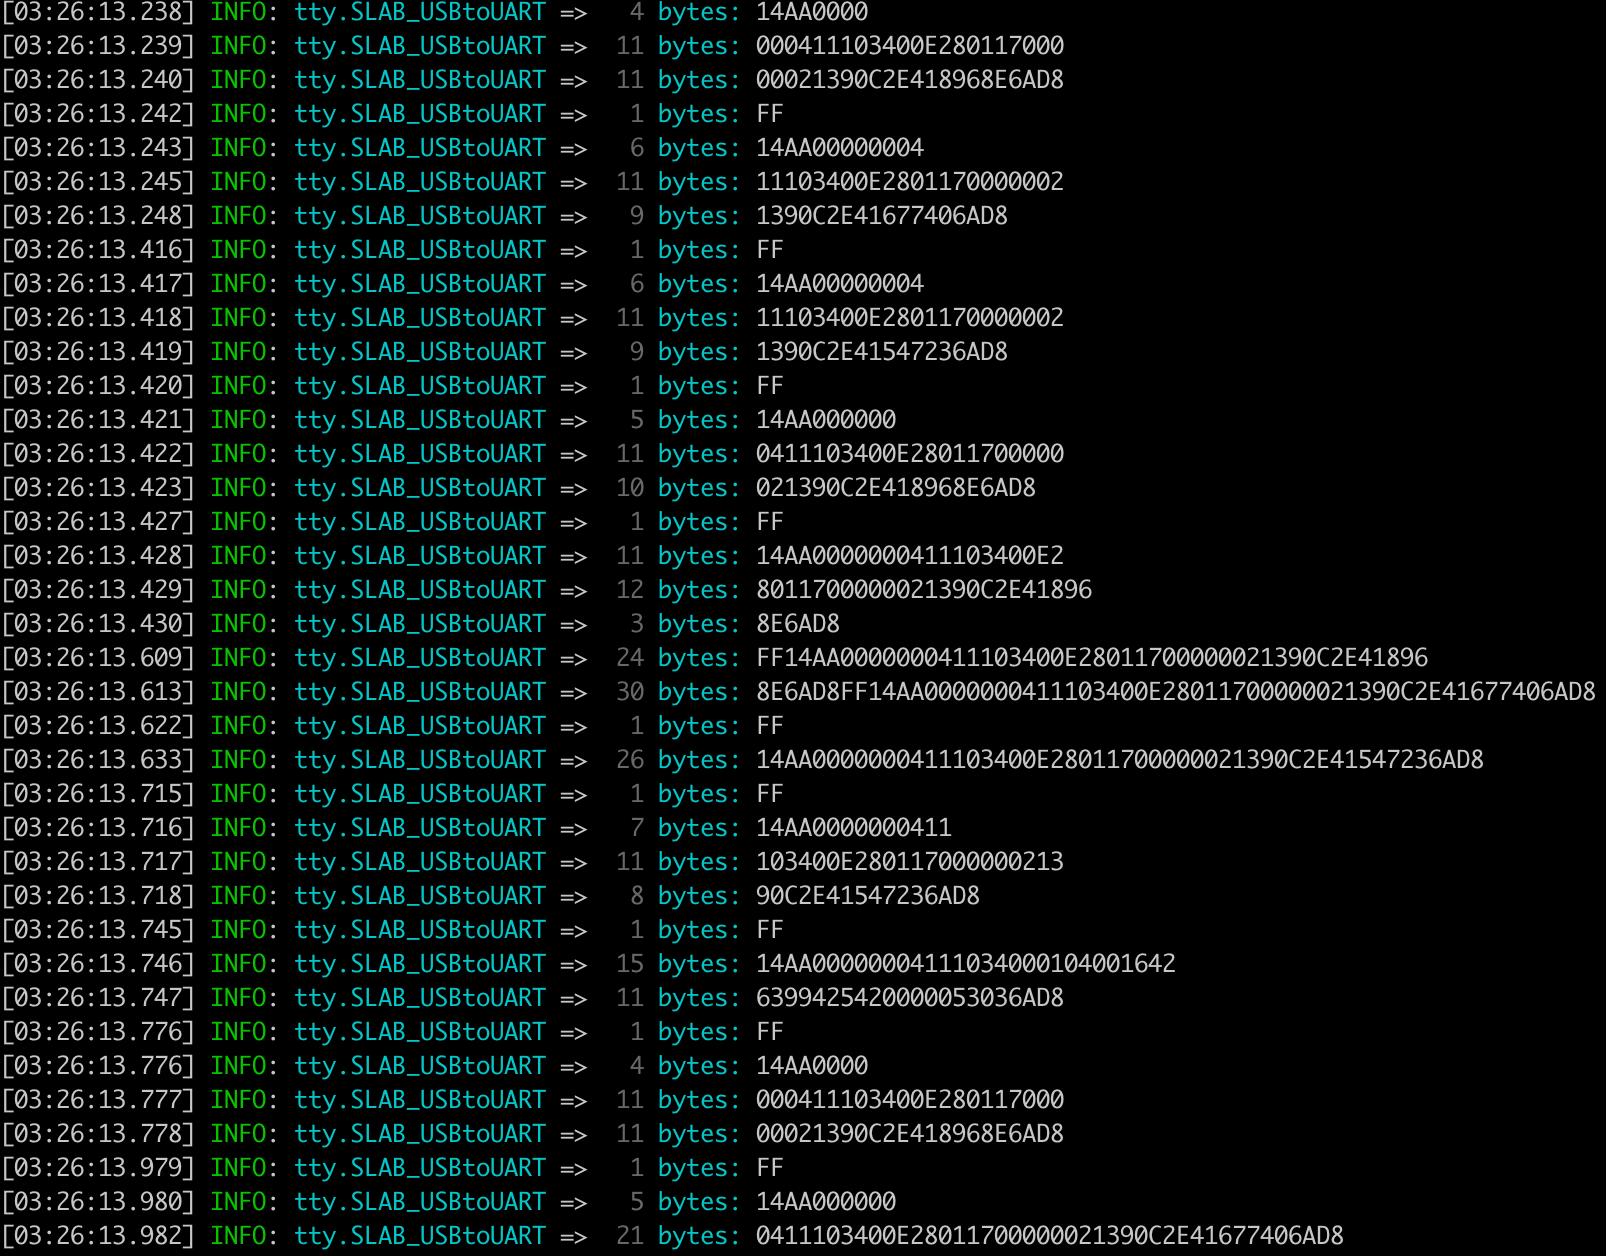 [03:26:13.238] INFO: tty.SLAB_USBtoUART => 4 bytes: 14AA0000
[03:26:13.239] INFO: tty.SLAB_USBtoUART => 11 bytes: 000411103400E280117000
[03:26:13.240] INFO: tty.SLAB_USBtoUART => 11 bytes: 00021390C2E418968E6AD8
[03:26:13.242] INFO: tty.SLAB_USBtoUART => 1 bytes: FF
[03:26:13.243] INFO: tty.SLAB_USBtoUART => 6 bytes: 14AA00000004
[03:26:13.245] INFO: tty.SLAB_USBtoUART => 11 bytes: 11103400E2801170000002
[03:26:13.248] INFO: tty.SLAB_USBtoUART => 9 bytes: 1390C2E41677406AD8
[03:26:13.416] INFO: tty.SLAB_USBtoUART => 1 bytes: FF
[03:26:13.417] INFO: tty.SLAB_USBtoUART => 6 bytes: 14AA00000004
[03:26:13.418] INFO: tty.SLAB_USBtoUART => 11 bytes: 11103400E2801170000002
[03:26:13.419] INFO: tty.SLAB_USBtoUART => 9 bytes: 1390C2E41547236AD8
[03:26:13.420] INFO: tty.SLAB_USBtoUART => 1 bytes: FF
[03:26:13.421] INFO: tty.SLAB_USBtoUART => 5 bytes: 14AA000000
[03:26:13.422] INFO: tty.SLAB_USBtoUART => 11 bytes: 0411103400E28011700000
[03:26:13.423] INFO: tty.SLAB_USBtoUART => 10 bytes: 021390C2E418968E6AD8
[03:26:13.427] INFO: tty.SLAB_USBtoUART => 1 bytes: FF
[03:26:13.428] INFO: tty.SLAB_USBtoUART => 11 bytes: 14AA0000000411103400E2
[03:26:13.429] INFO: tty.SLAB_USBtoUART => 12 bytes: 8011700000021390C2E41896
[03:26:13.430] INFO: tty.SLAB_USBtoUART => 3 bytes: 8E6AD8
[03:26:13.609] INFO: tty.SLAB_USBtoUART => 24 bytes: FF14AA0000000411103400E28011700000021390C2E41896
[03:26:13.613] INFO: tty.SLAB_USBtoUART => 30 bytes: 8E6AD8FF14AA0000000411103400E28011700000021390C2E41677406AD8
[03:26:13.622] INFO: tty.SLAB_USBtoUART => 1 bytes: FF
[03:26:13.633] INFO: tty.SLAB_USBtoUART => 26 bytes: 14AA0000000411103400E28011700000021390C2E41547236AD8
[03:26:13.715] INFO: tty.SLAB_USBtoUART => 1 bytes: FF
[03:26:13.716] INFO: tty.SLAB_USBtoUART => 7 bytes: 14AA0000000411
[03:26:13.717] INFO: tty.SLAB_USBtoUART => 11 bytes: 103400E280117000000213
[03:26:13.718] INFO: tty.SLAB_USBtoUART => 8 bytes: 90C2E41547236AD8
[03:26:13.745] INFO: tty.SLAB_USBtoUART => 1 bytes: FF
[03:26:13.746] INFO: tty.SLAB_USBtoUART => 15 bytes: 14AA00000004111034000104001642
[03:26:13.747] INFO: tty.SLAB_USBtoUART => 11 bytes: 6399425420000053036AD8
[03:26:13.776] INFO: tty.SLAB_USBtoUART => 1 bytes: FF
[03:26:13.776] INFO: tty.SLAB_USBtoUART => 4 bytes: 14AA0000
[03:26:13.777] INFO: tty.SLAB_USBtoUART => 11 bytes: 000411103400E280117000
[03:26:13.778] INFO: tty.SLAB_USBtoUART => 11 bytes: 00021390C2E418968E6AD8
[03:26:13.979] INFO: tty.SLAB_USBtoUART => 1 bytes: FF
[03:26:13.980] INFO: tty.SLAB_USBtoUART => 5 bytes: 14AA000000
[03:26:13.982] INFO: tty.SLAB_USBtoUART => 21 bytes: 0411103400E28011700000021390C2E41677406AD8